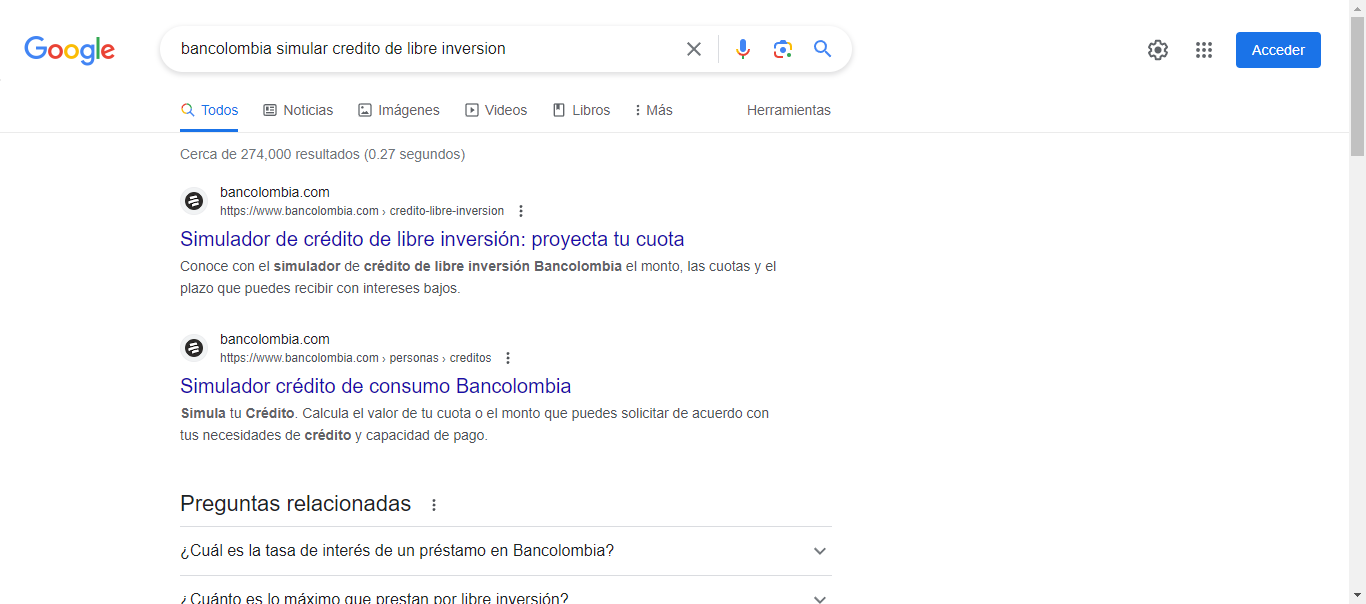 Google
bancolombia simular credito de libre inversion
Acceder
Todos Noticias Imágenes Videos Libros Más Herramientas
Cerca de 274,000 resultados (0.27 segundos)
bancolombia.com
https://www.bancolombia.com › credito-libre-inversion
Simulador de crédito de libre inversión: proyecta tu cuota
Conoce con el simulador de crédito de libre inversión Bancolombia el monto, las cuotas y el
plazo que puedes recibir con intereses bajos.
bancolombia.com
https://www.bancolombia.com › personas › creditos
Simulador crédito de consumo Bancolombia
Simula tu Crédito. Calcula el valor de tu cuota o el monto que puedes solicitar de acuerdo con
tus necesidades de crédito y capacidad de pago.
Preguntas relacionadas
¿Cuál es la tasa de interés de un préstamo en Bancolombia?
¿Cuánto es lo máximo que prestan por libre inversión?